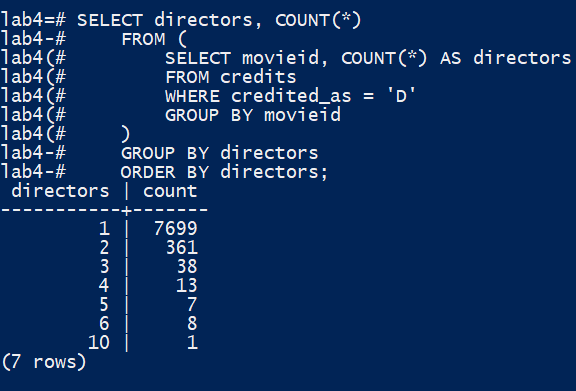 lab4=# SELECT directors, COUNT(*)
lab4-#     FROM (
lab4(#         SELECT movieid, COUNT(*) AS directors
lab4(#         FROM credits
lab4(#         WHERE credited_as = 'D'
lab4(#         GROUP BY movieid
lab4(#     )
lab4-#     GROUP BY directors
lab4-#     ORDER BY directors;
 directors | count
-----------+-------
         1 |  7699
         2 |   361
         3 |    38
         4 |    13
         5 |     7
         6 |     8
        10 |     1
(7 rows)